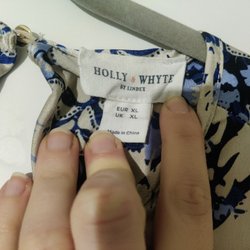 HOLLY & WHYTE
BY LINDEX
EUR XL
UK XL
Made in China